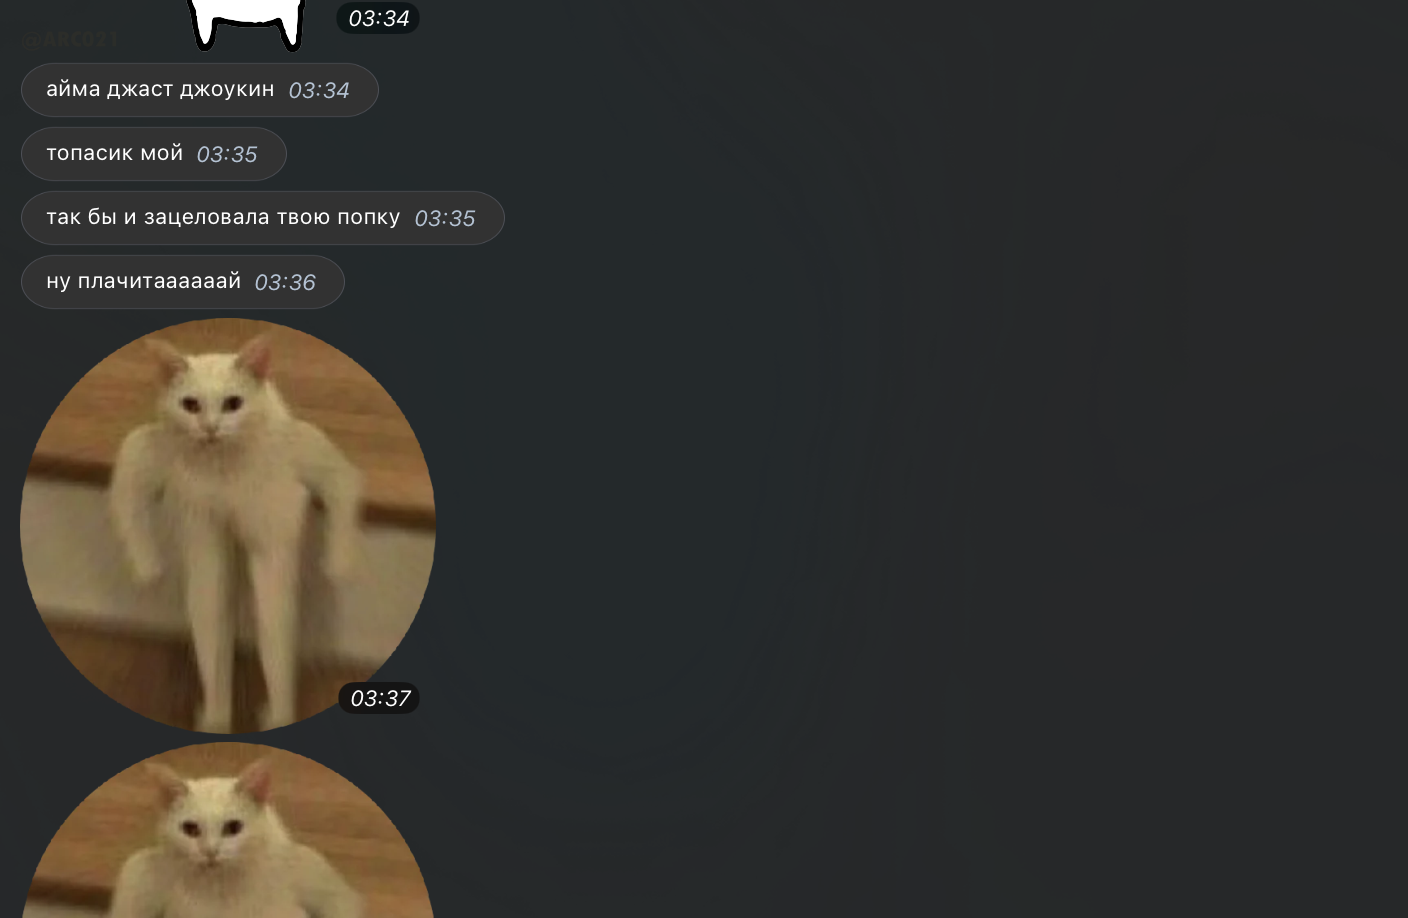 03:34
@ARC021
айма джаст джоукин 03:34
топасик мой 03:35
так бы и зацеловала твою попку 03:35
ну плачитаааааай 03:36
03:37